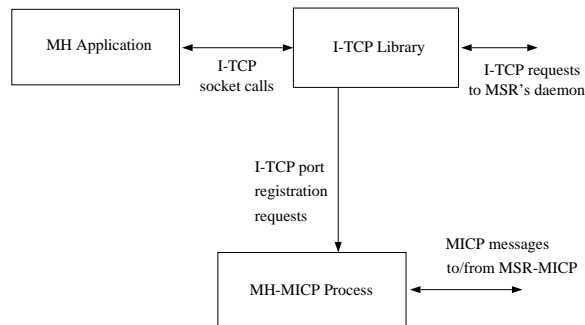 MH Application
I-TCP Library
I-TCP
socket calls
I-TCP requests
to MSR's daemon
I-TCP port
registration
requests
MICP messages
to/from MSR-MICP
MH-MICP Process